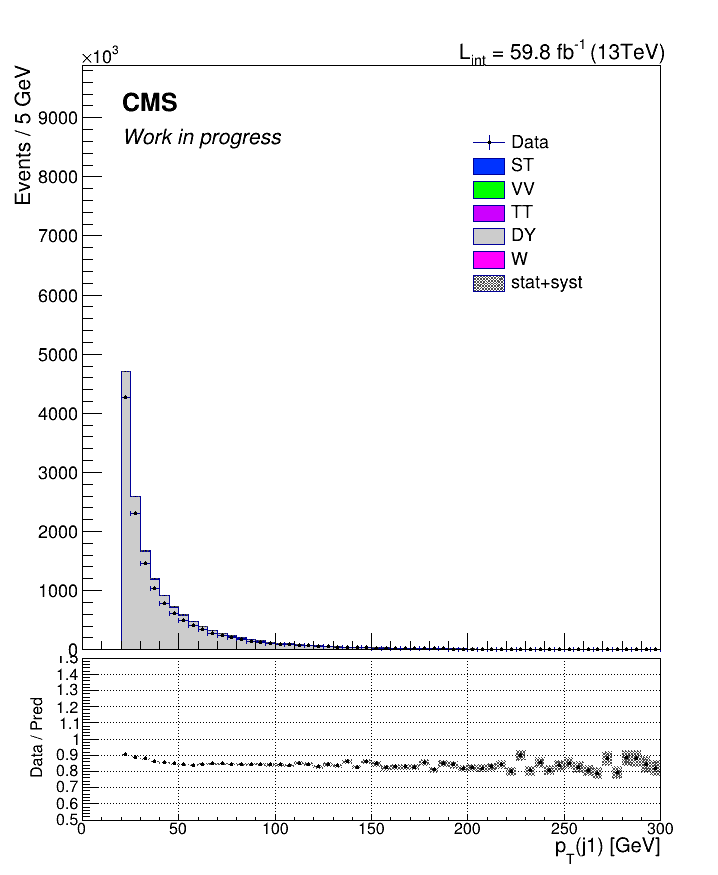 ×10³
L_int = 59.8 fb⁻¹ (13TeV)
Events / 5 GeV
CMS
Work in progress
Data
ST
VV
TT
DY
W
stat+syst
9000
8000
7000
6000
5000
4000
3000
2000
1000
0
Data / Pred
1.5
1.4
1.3
1.2
1.1
1
0.9
0.8
0.7
0.6
0.5
0 50 100 150 200 250 300
p_T(j1) [GeV]